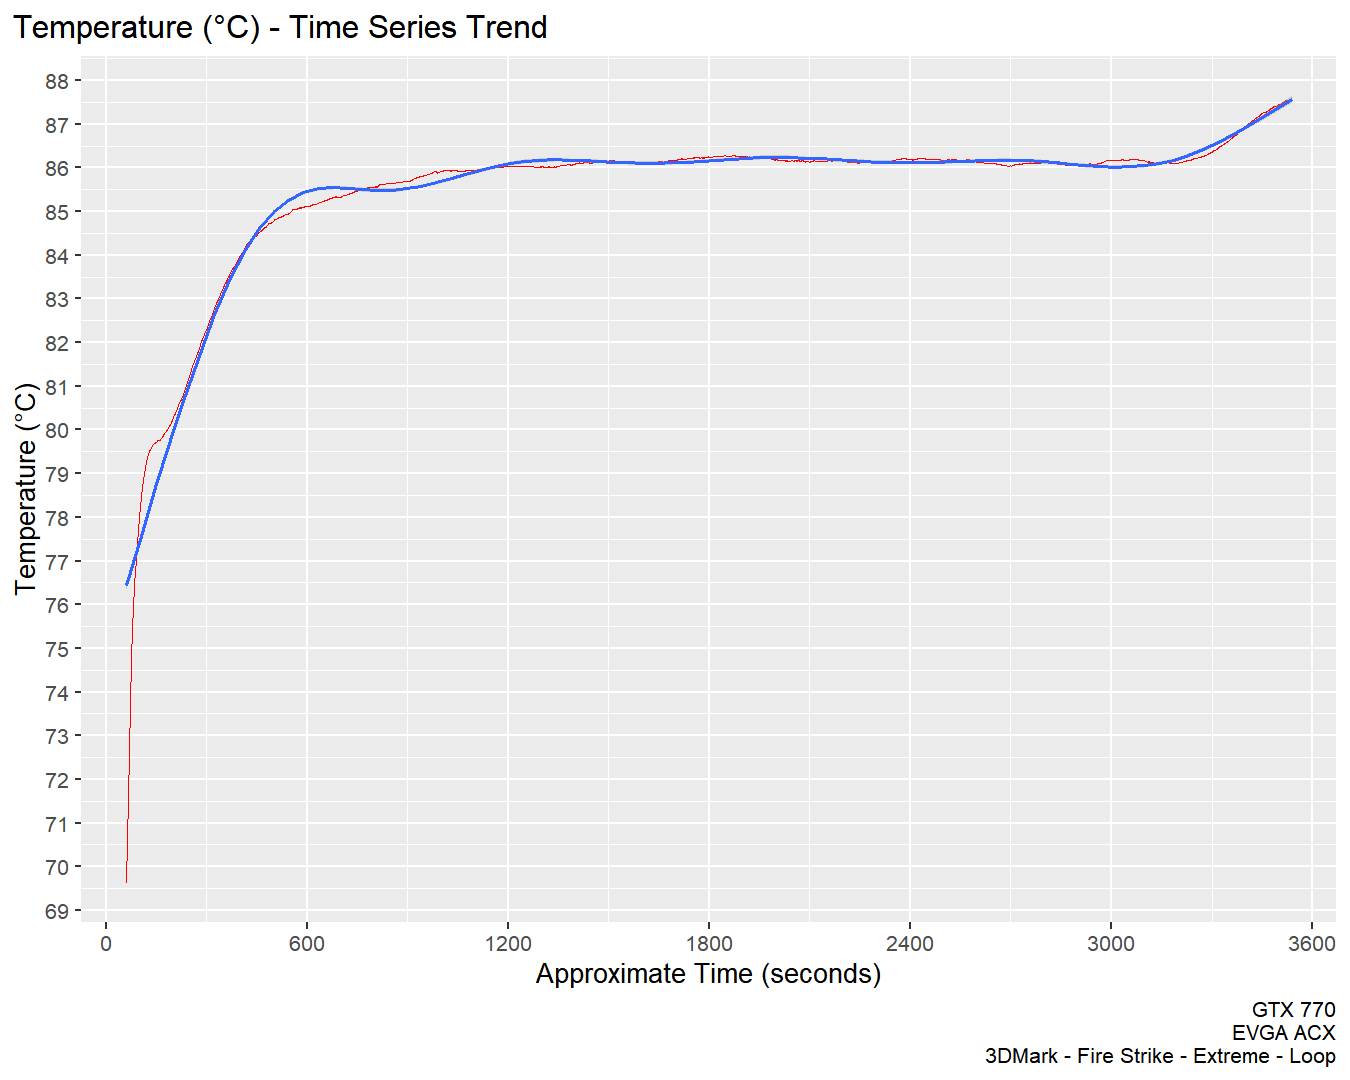 Temperature (°C) - Time Series Trend
88
87
86
85
84
83
82
81
80
79
78
77
76
75
74
73
72
71
70
69
Temperature (°C)
0 600 1200 1800 2400 3000 3600
Approximate Time (seconds)
GTX 770
EVGA ACX
3DMark - Fire Strike - Extreme - Loop